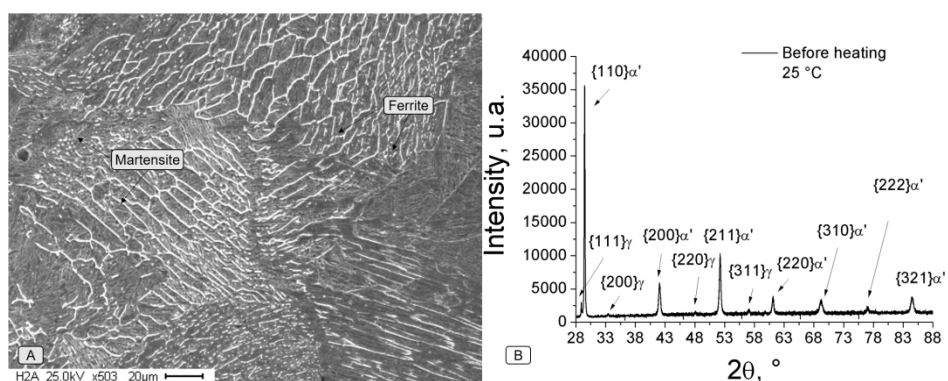 Ferrite
Martensite
A
H2A 25.0kV x503 20µm
40000
35000
30000
25000
20000
15000
10000
5000
0
Intensity, u.a.
Before heating
25 °C
{110}α'
{111}γ
{200}γ
{200}α'
{220}γ
{211}α'
{311}γ
{220}α'
{310}α'
{222}α'
{321}α'
28 33 38 43 48 53 58 63 68 73 78 83 88
2θ, °
B